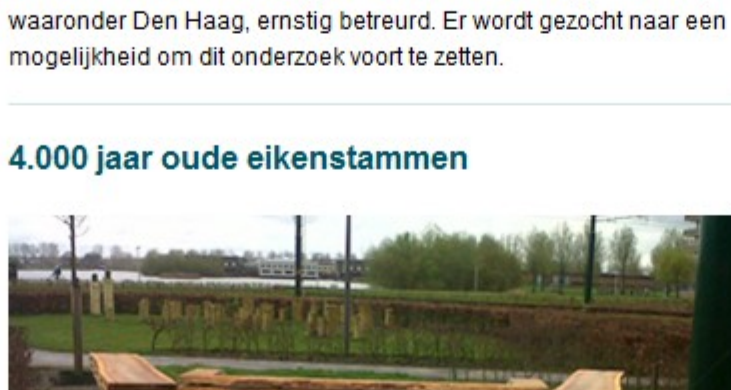 waaronder Den Haag, ernstig betreurd. Er wordt gezocht naar een
mogelijkheid om dit onderzoek voort te zetten.
4.000 jaar oude eikenstammen